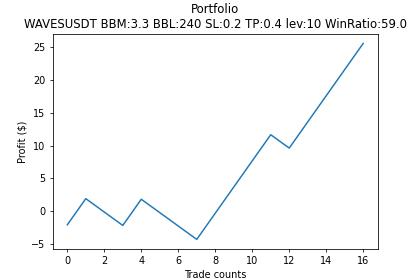 Portfolio
WAVESUSDT BBM:3.3 BBL:240 SL:0.2 TP:0.4 lev:10 WinRatio:59.0
25
20
15
10
5
0
−5
Profit ($)
0 2 4 6 8 10 12 14 16
Trade counts